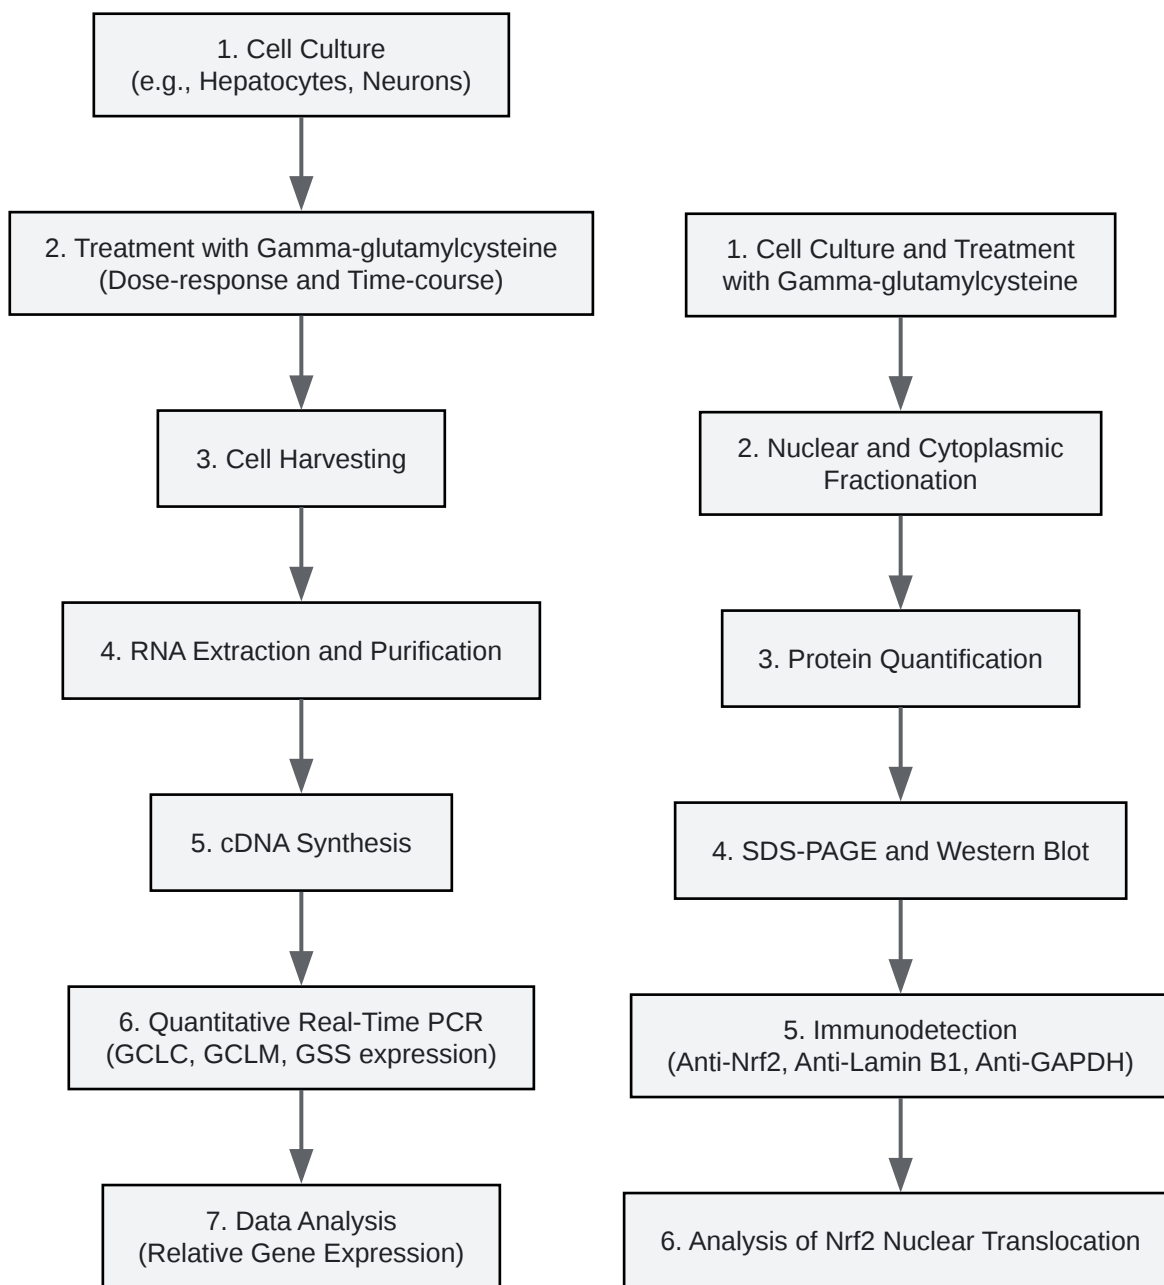 1. Cell Culture
(e.g., Hepatocytes, Neurons)
2. Treatment with Gamma-glutamylcysteine
(Dose-response and Time-course)
3. Cell Harvesting
4. RNA Extraction and Purification
5. cDNA Synthesis
6. Quantitative Real-Time PCR
(GCLC, GCLM, GSS expression)
7. Data Analysis
(Relative Gene Expression)
1. Cell Culture and Treatment
with Gamma-glutamylcysteine
2. Nuclear and Cytoplasmic
Fractionation
3. Protein Quantification
4. SDS-PAGE and Western Blot
5. Immunodetection
(Anti-Nrf2, Anti-Lamin B1, Anti-GAPDH)
6. Analysis of Nrf2 Nuclear Translocation